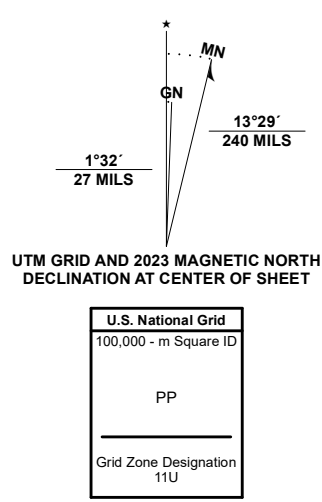 MN
GN
13°29´
240 MILS
1°32´
27 MILS
UTM GRID AND 2023 MAGNETIC NORTH
DECLINATION AT CENTER OF SHEET
U.S. National Grid
100,000 - m Square ID
PP
Grid Zone Designation
11U